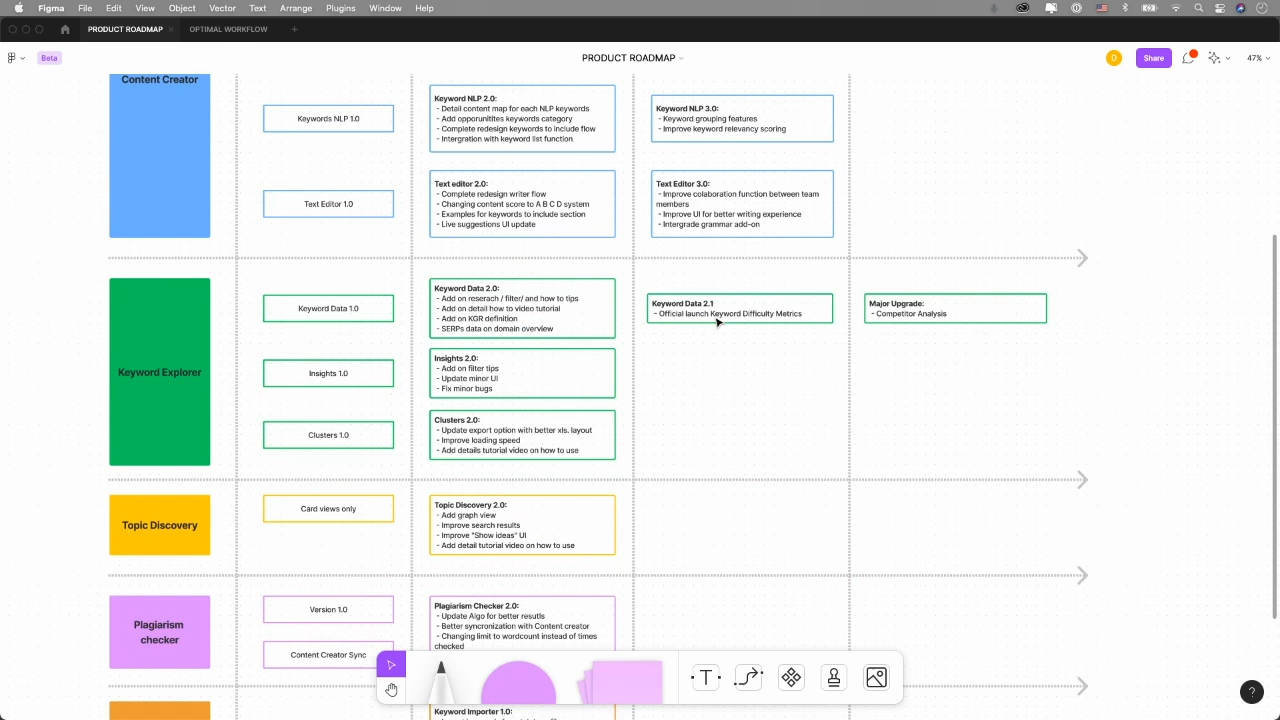 Figma File Edit View Object Text Arrange Window Help
PRODUCT ROADMAP
OPTIMAL WORKFLOW
Beta
PRODUCT ROADMAP
D
Share
47%
Content Creator
Keywords NLP 1.0
Keyword NLP 2.0:
- Detail content map for each NLP keywords
- Add opporunitites keywords category
- Complete redesign keywords to include flow
- Intergration with keyword list function
Keyword NLP 3.0:
- Keyword grouping features
- Improve keyword relevancy scoring
Text Editor 1.0
Text editor 2.0:
- Complete redesign writer flow
- Changing content score to A B C D system
- Examples for keywords to include section
- Live suggestions UI update
Text Editor 3.0:
- Improve colaboration function between team
members
- Improve UI for better writing experience
- Intergrade grammar add-on
Keyword Explorer
Keyword Data 1.0
Keyword Data 2.0:
- Add on reserach / filter/ and how to tips
- Add on detail how to video tutorial
- Add on KGR definition
- SERPs data on domain overview
Keyword Data 2.1
- Official launch Keyword Difficulty Metrics
Major Upgrade:
- Competitor Analysis
Insights 1.0
Insights 2.0:
- Add on filter tips
- Update minor UI
- Fix minor bugs
Clusters 1.0
Clusters 2.0:
- Update export option with better xls. layout
- Improve loading speed
- Add details tutorial video on how to use
Topic Discovery
Card views only
Topic Discovery 2.0:
- Add graph view
- Improve search results
- Improve "Show ideas" UI
- Add detail tutorial video on how to use
Plagiarism
checker
Version 1.0
Content Creator Sync
Plagiarism Checker 2.0:
- Update Algo for better resutls
- Better syncronization with Content creator
- Changing limit to wordcount instead of times
checked
T
Keyword Importer 1.0:
?